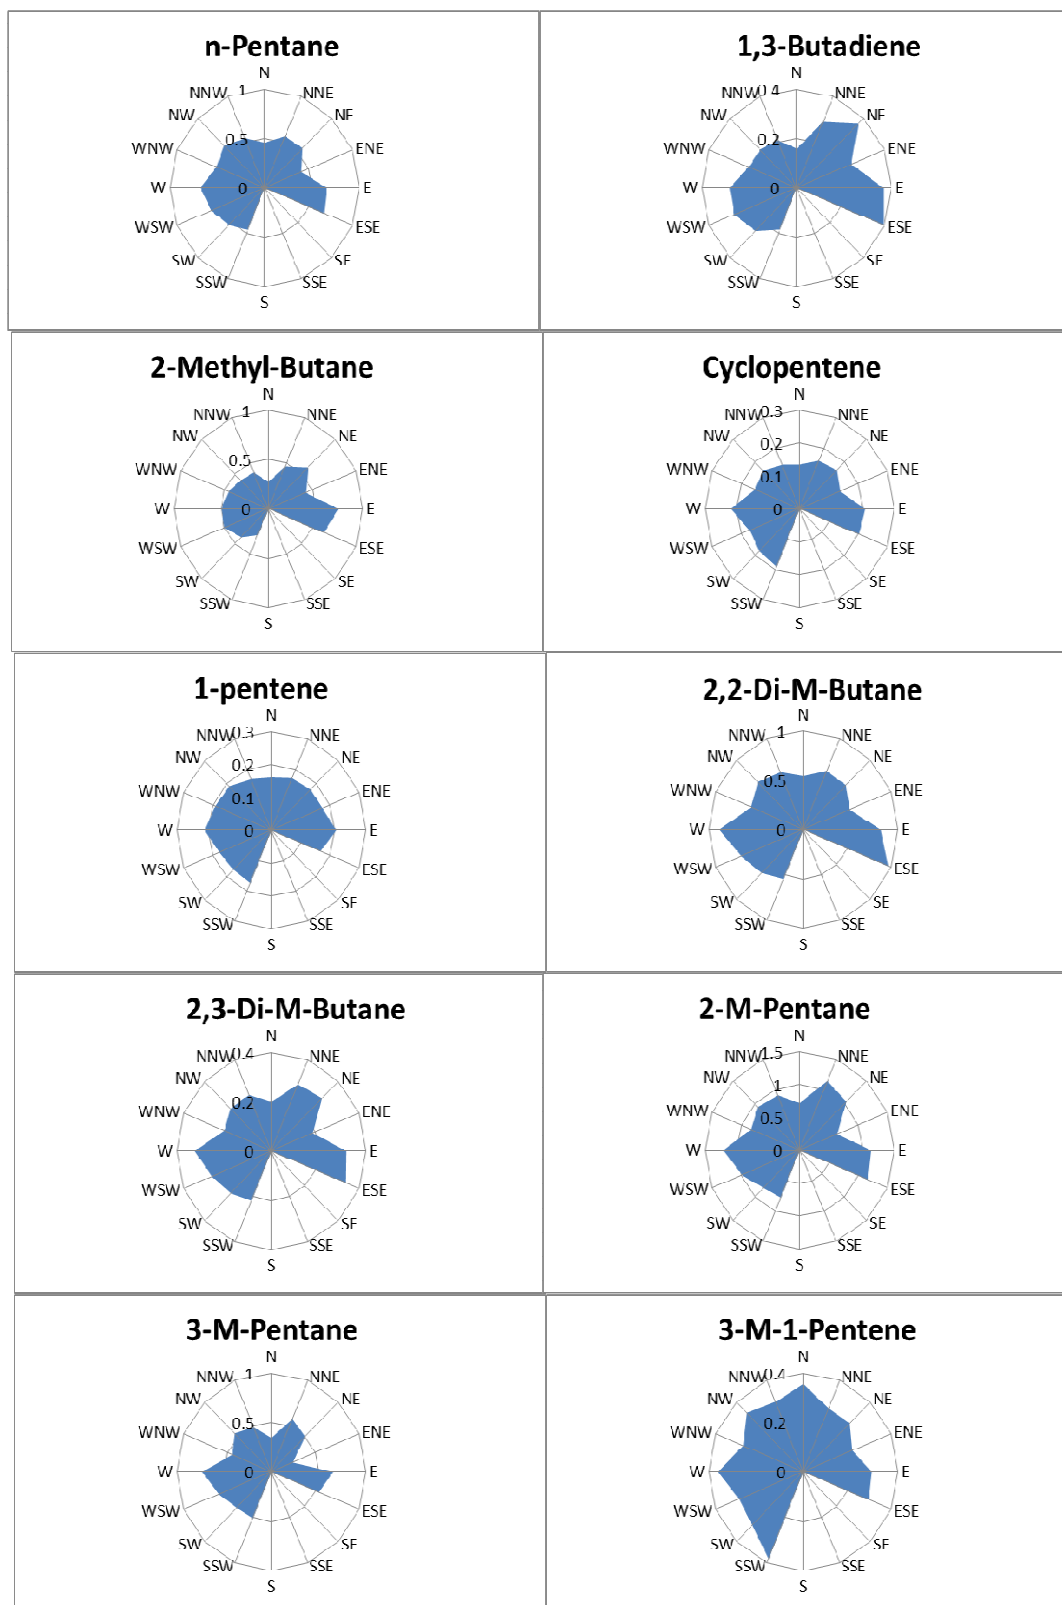 n-Pentane
N
NNW 1 NNE
NW NE
WNW 0.5 ENE
W 0 E
WSW ESE
SW SE
SSW SSE
S
1,3-Butadiene
N
NNW 0.4 NNE
NW NE
WNW 0.2 ENE
W 0 E
WSW ESE
SW SE
SSW SSE
S
2-Methyl-Butane
N
NNW 1 NNE
NW NE
WNW 0.5 ENE
W 0 E
WSW ESE
SW SE
SSW SSE
S
Cyclopentene
N
NNW 0.3 NNE
NW 0.2 NE
WNW 0.1 ENE
W 0 E
WSW ESE
SW SE
SSW SSE
S
1-pentene
N
NNW 0.3 NNE
NW 0.2 NE
WNW 0.1 ENE
W 0 E
WSW ESE
SW SE
SSW SSE
S
2,2-Di-M-Butane
N
NNW 1 NNE
NW NE
WNW 0.5 ENE
W 0 E
WSW ESE
SW SE
SSW SSE
S
2,3-Di-M-Butane
N
NNW 0.4 NNE
NW NE
WNW 0.2 ENE
W 0 E
WSW ESE
SW SE
SSW SSE
S
2-M-Pentane
N
NNW 1.5 NNE
NW 1 NE
WNW 0.5 ENE
W 0 E
WSW ESE
SW SE
SSW SSE
S
3-M-Pentane
N
NNW 1 NNE
NW NE
WNW 0.5 ENE
W 0 E
WSW ESE
SW SE
SSW SSE
S
3-M-1-Pentene
N
NNW 0.4 NNE
NW NE
WNW 0.2 ENE
W 0 E
WSW ESE
SW SE
SSW SSE
S